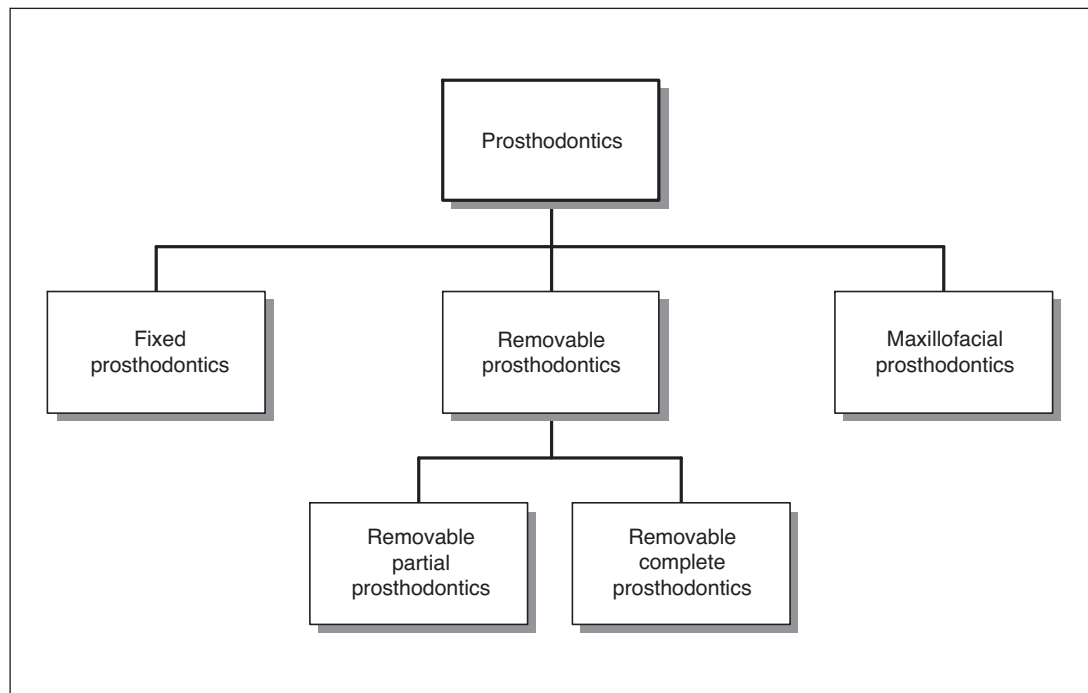 Prosthodontics
Fixed
prosthodontics
Removable
prosthodontics
Maxillofacial
prosthodontics
Removable
partial
prosthodontics
Removable
complete
prosthodontics